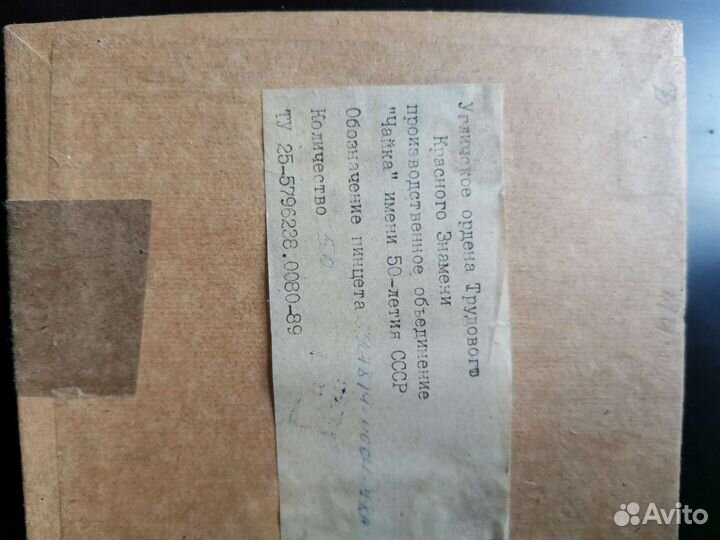 Угличское ордена Трудового
Красного Знамени
производственное объединение
"Чайка" имени 50-летия СССР
Обозначение пинцета
Количество 50
ТУ 25-5796238.0080-89
Avito